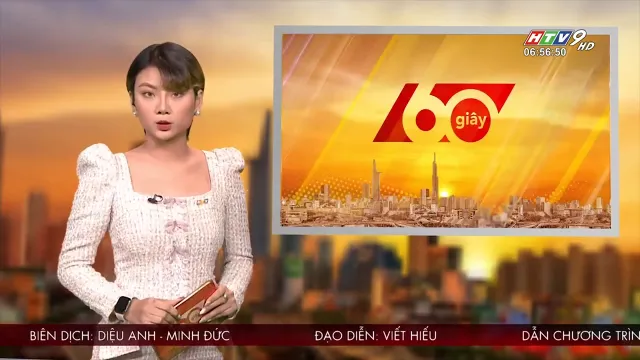 HTV9 HD
06:56:50
60 giây
BIÊN DỊCH: DIỆU ANH - MINH ĐỨC ĐẠO DIỄN: VIẾT HIẾU DẪN CHƯƠNG TRÌN